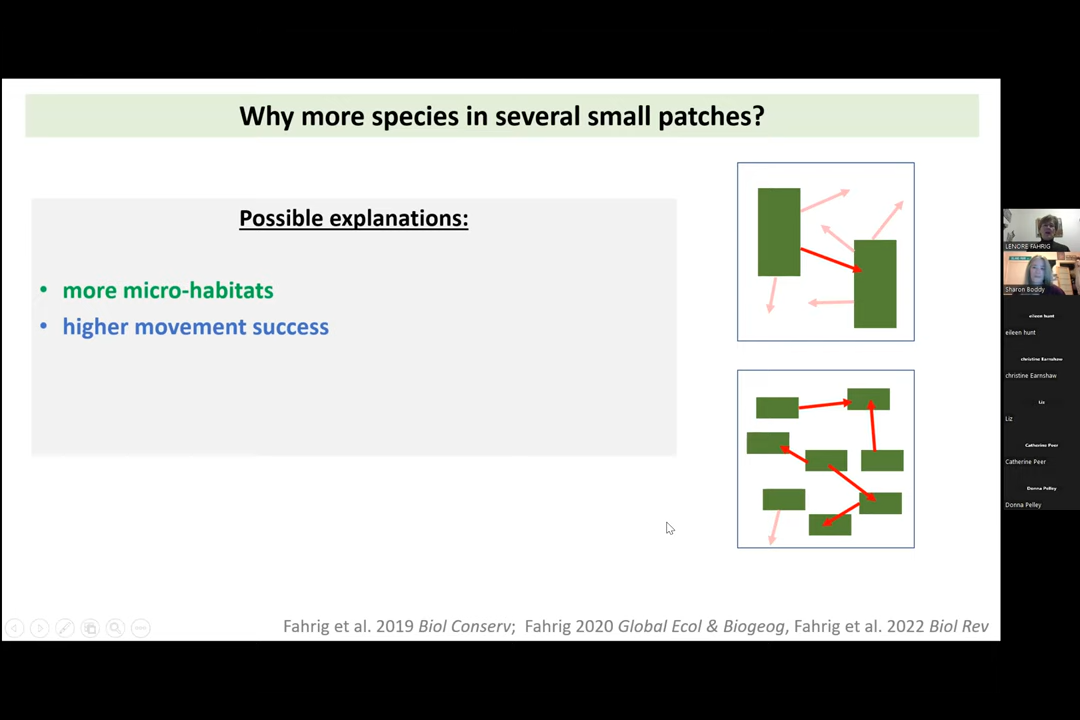 Why more species in several small patches?
Possible explanations:
• more micro-habitats
• higher movement success
Fahrig et al. 2019 Biol Conserv; Fahrig 2020 Global Ecol & Biogeog, Fahrig et al. 2022 Biol Rev
LENORE FAHRIG
Sharon Boddy
eileen hunt
eileen hunt
christine Earnshaw
christine Earnshaw
Liz
Liz
Catherine Peer
Catherine Peer
Donna Pelley
Donna Pelley